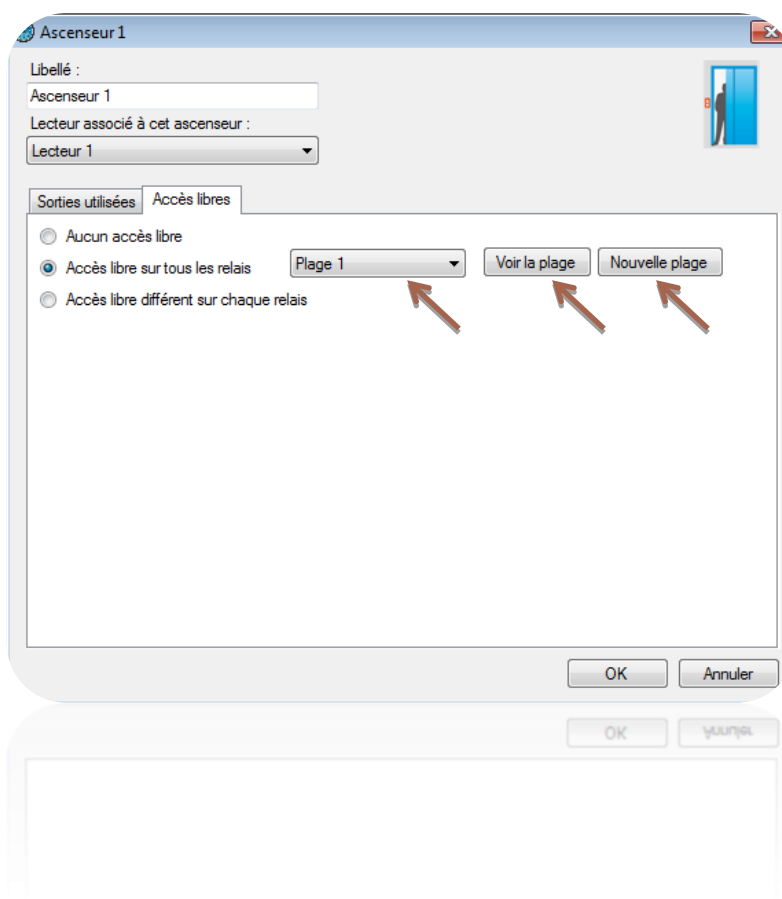 Ascenseur 1
Libellé :
Ascenseur 1
Lecteur associé à cet ascenseur :
Lecteur 1
Sorties utilisées Accès libres
Aucun accès libre
Accès libre sur tous les relais Plage 1 Voir la plage Nouvelle plage
Accès libre différent sur chaque relais
OK Annuler
OK Annuler